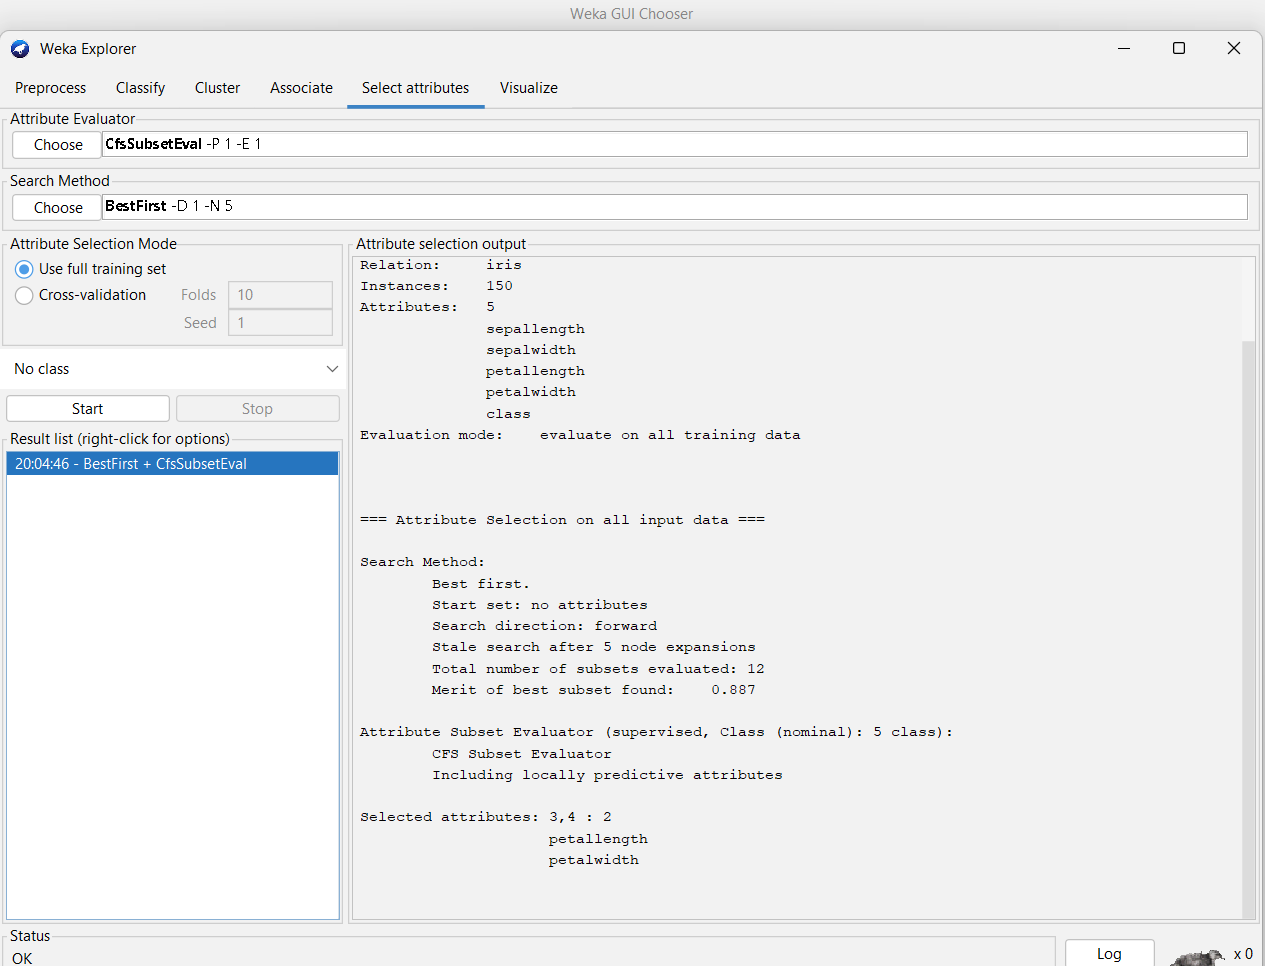 Weka GUI Chooser
Weka Explorer
Preprocess Classify Cluster Associate Select attributes Visualize
Attribute Evaluator
Choose CfsSubsetEval -P 1 -E 1
Search Method
Choose BestFirst -D 1 -N 5
Attribute Selection Mode
Use full training set
Cross-validation Folds 10
Seed 1
No class
Start Stop
Result list (right-click for options)
20:04:46 - BestFirst + CfsSubsetEval
Attribute selection output
Relation: iris
Instances: 150
Attributes: 5
sepallength
sepalwidth
petallength
petalwidth
class
Evaluation mode: evaluate on all training data
=== Attribute Selection on all input data ===
Search Method:
Best first.
Start set: no attributes
Search direction: forward
Stale search after 5 node expansions
Total number of subsets evaluated: 12
Merit of best subset found: 0.887
Attribute Subset Evaluator (supervised, Class (nominal): 5 class):
CFS Subset Evaluator
Including locally predictive attributes
Selected attributes: 3,4 : 2
petallength
petalwidth
Status
OK
Log x 0